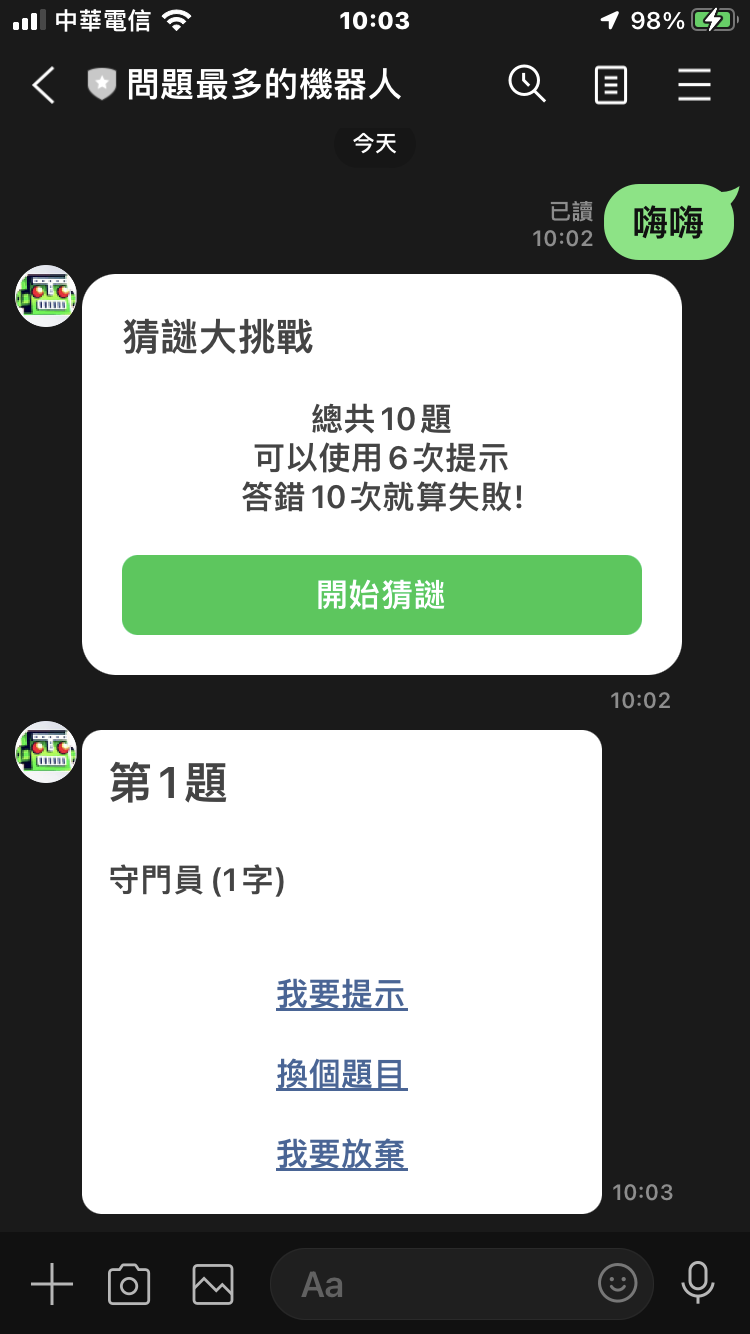 中華電信 10:03 98%
問題最多的機器人
今天
已讀
10:02
嗨嗨
猜謎大挑戰
總共10題
可以使用6次提示
答錯10次就算失敗!
開始猜謎
10:02
第1題
守門員(1字)
我要提示
換個題目
我要放棄
10:03
Aa